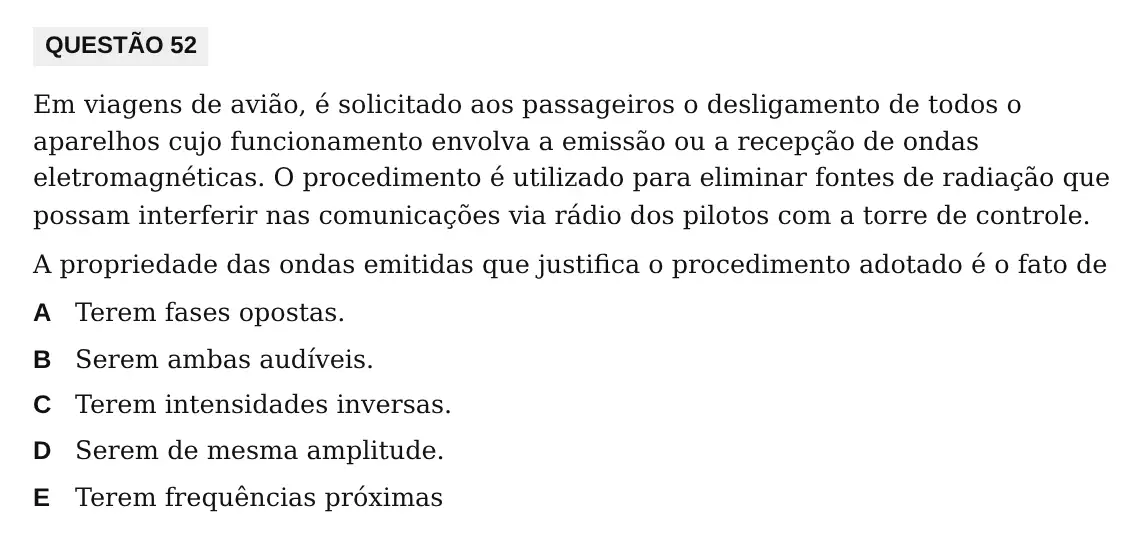 QUESTÃO 52
Em viagens de avião, é solicitado aos passageiros o desligamento de todos o
aparelhos cujo funcionamento envolva a emissão ou a recepção de ondas
eletromagnéticas. O procedimento é utilizado para eliminar fontes de radiação que
possam interferir nas comunicações via rádio dos pilotos com a torre de controle.
A propriedade das ondas emitidas que justifica o procedimento adotado é o fato de
A Terem fases opostas.
B Serem ambas audíveis.
C Terem intensidades inversas.
D Serem de mesma amplitude.
E Terem frequências próximas